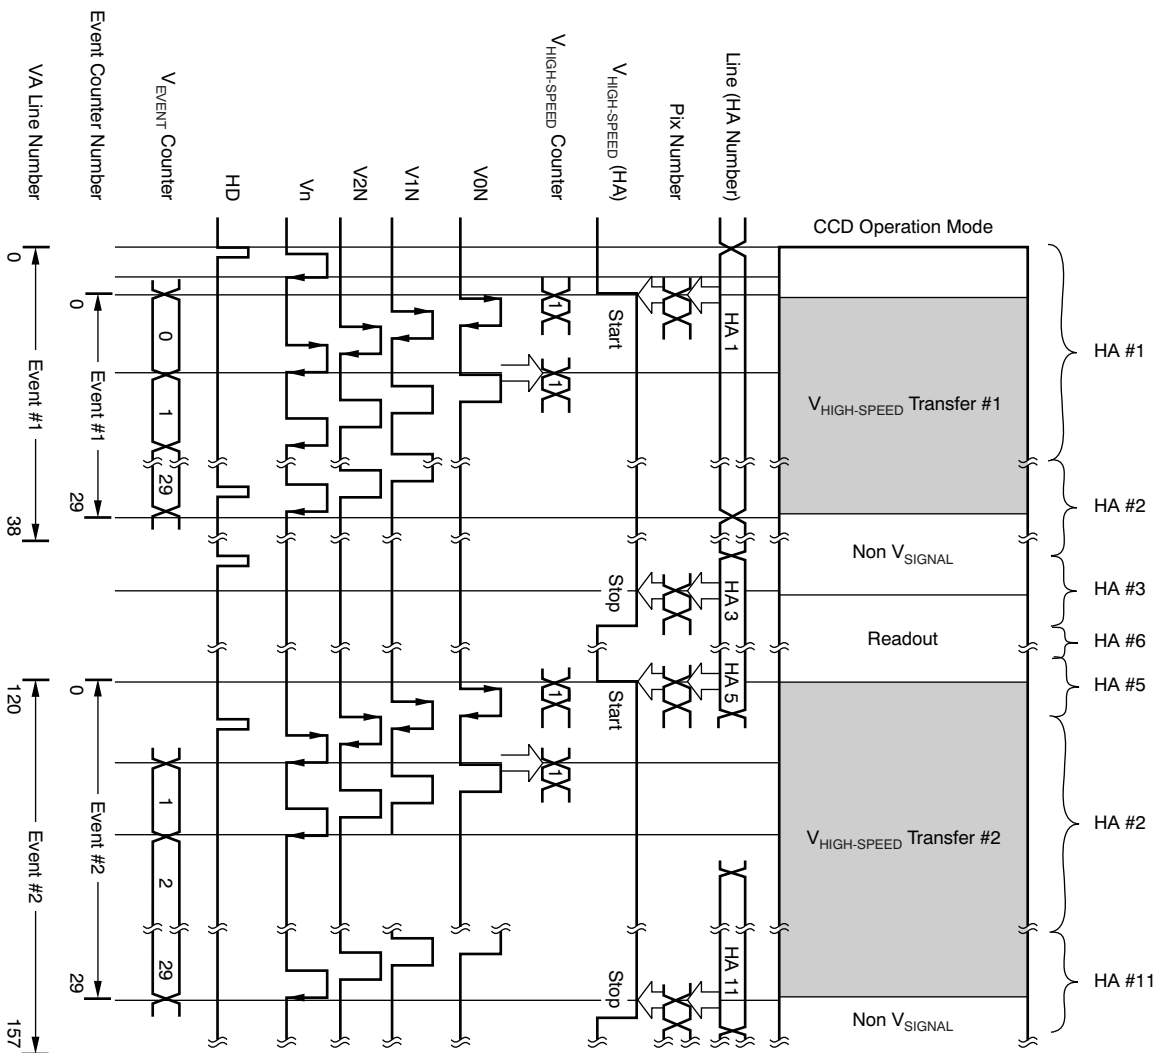 CCD Operation Mode
V_HIGH-SPEED Transfer #1
Non V_SIGNAL
Readout
V_HIGH-SPEED Transfer #2
Non V_SIGNAL
HA #1
HA #2
HA #3
HA #6
HA #5
HA #2
HA #11
Line (HA Number)
HA 1
HA 3
HA 5
HA 11
Pix Number
V_HIGH-SPEED (HA)
Start
Stop
Start
Stop
V_HIGH-SPEED Counter
1
1
1
1
V0N
V1N
V2N
Vn
HD
V_EVENT Counter
0
1
29
1
2
29
Event Counter Number
0
Event #1
29
0
Event #2
29
VA Line Number
0
Event #1
38
120
Event #2
157